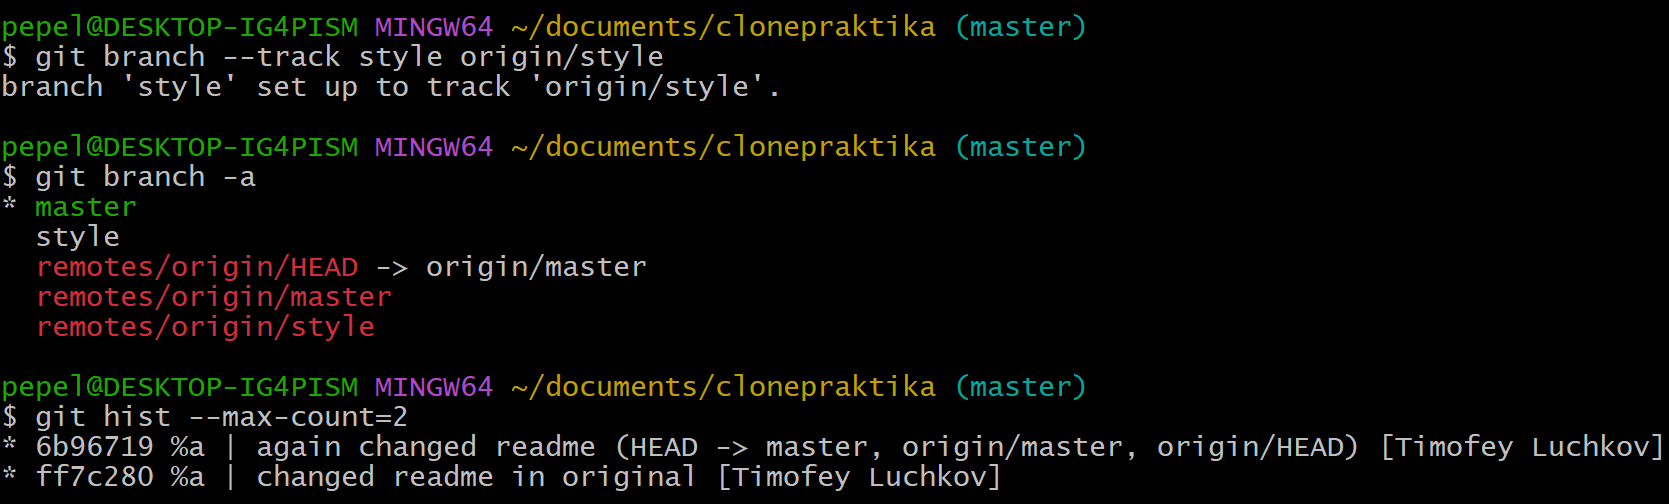 pepel@DESKTOP-IG4PISM MINGW64 ~/documents/clonepraktika (master)
$ git branch --track style origin/style
branch 'style' set up to track 'origin/style'.
pepel@DESKTOP-IG4PISM MINGW64 ~/documents/clonepraktika (master)
$ git branch -a
* master
  style
  remotes/origin/HEAD -> origin/master
  remotes/origin/master
  remotes/origin/style
pepel@DESKTOP-IG4PISM MINGW64 ~/documents/clonepraktika (master)
$ git hist --max-count=2
* 6b96719 %a | again changed readme (HEAD -> master, origin/master, origin/HEAD) [Timofey Luchkov]
* ff7c280 %a | changed readme in original [Timofey Luchkov]